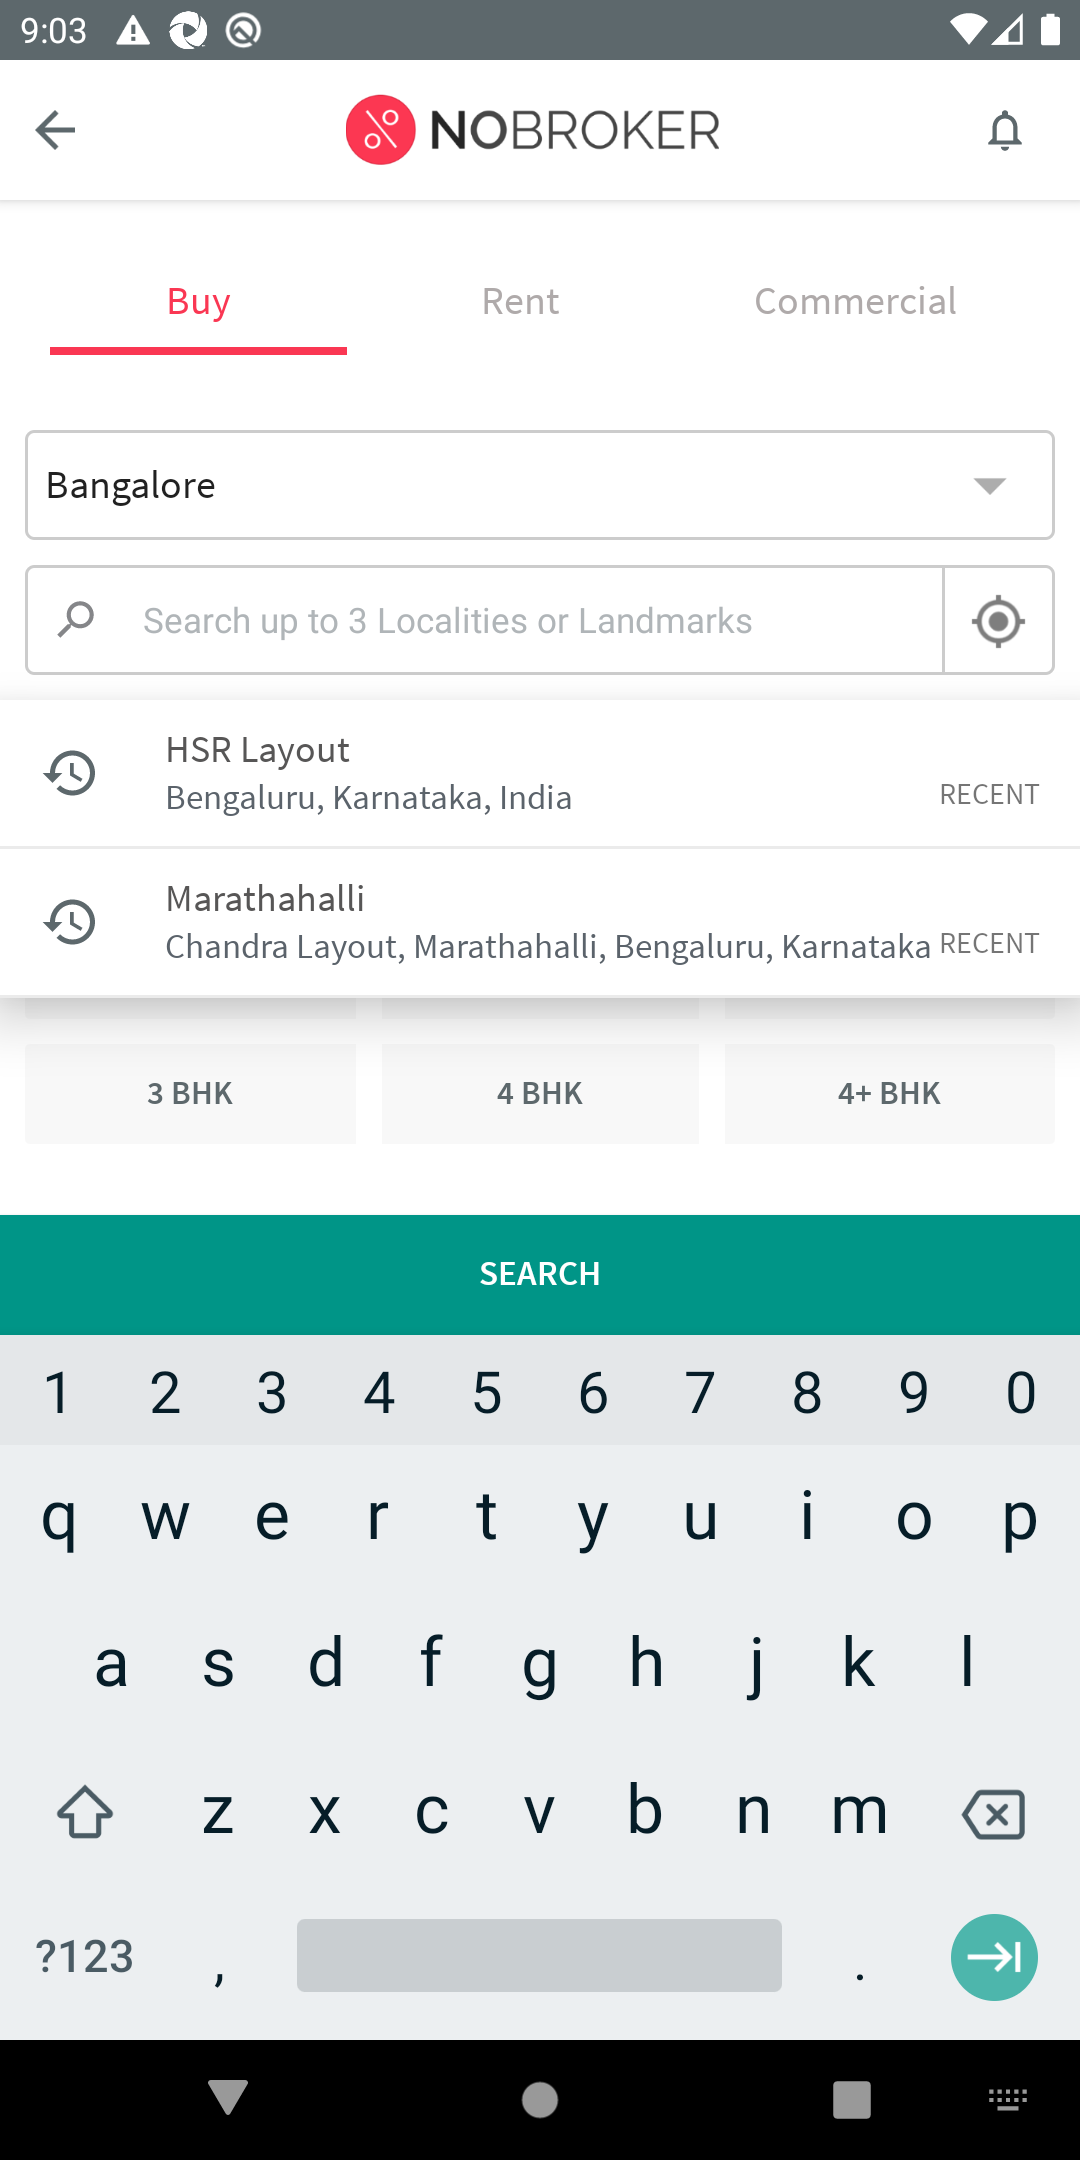 9:03
NOBROKER
Buy Rent Commercial
Bangalore
Search up to 3 Localities or Landmarks
HSR Layout
Bengaluru, Karnataka, India RECENT
Marathahalli
Chandra Layout, Marathahalli, Bengaluru, Karnataka RECENT
3 BHK 4 BHK 4+ BHK
SEARCH
1 2 3 4 5 6 7 8 9 0
q w e r t y u i o p
a s d f g h j k l
z x c v b n m
?123 , .